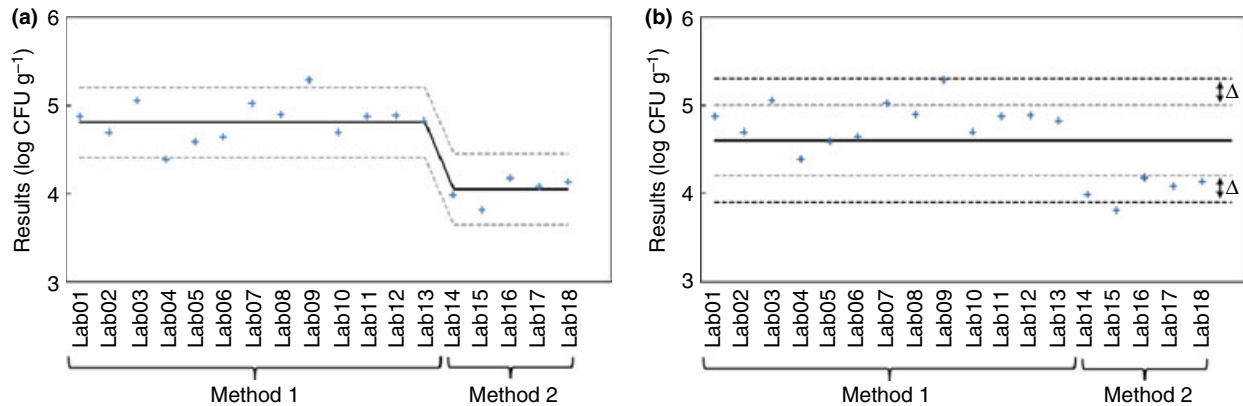 (a)
Results (log CFU g⁻¹)
6
5
4
3
Lab01
Lab02
Lab03
Lab04
Lab05
Lab06
Lab07
Lab08
Lab09
Lab10
Lab11
Lab12
Lab13
Lab14
Lab15
Lab16
Lab17
Lab18
Method 1
Method 2
(b)
Results (log CFU g⁻¹)
6
5
4
3
Δ
Δ
Lab01
Lab02
Lab03
Lab04
Lab05
Lab06
Lab07
Lab08
Lab09
Lab10
Lab11
Lab12
Lab13
Lab14
Lab15
Lab16
Lab17
Lab18
Method 1
Method 2